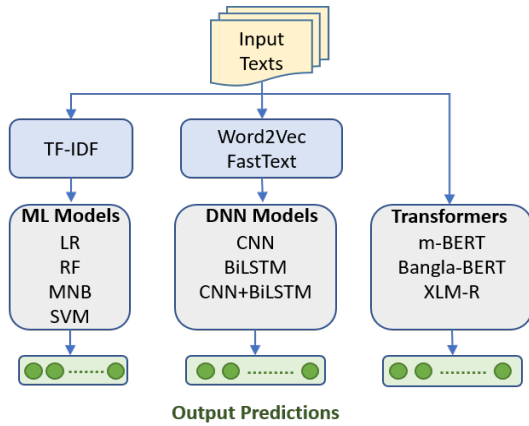 Input
Texts
TF-IDF
Word2Vec
FastText
ML Models
LR
RF
MNB
SVM
DNN Models
CNN
BiLSTM
CNN+BiLSTM
Transformers
m-BERT
Bangla-BERT
XLM-R
Output Predictions